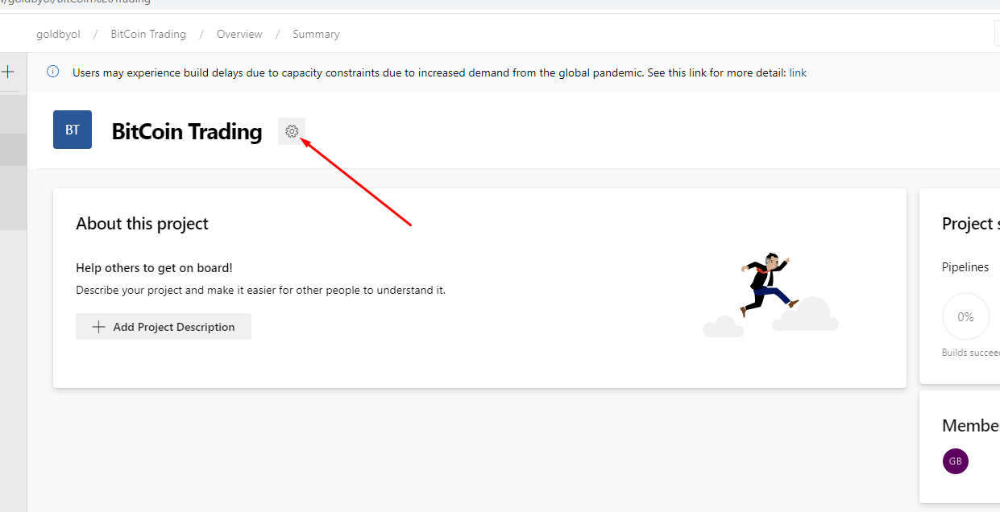 goldbyol / BitCoin Trading / Overview / Summary
Users may experience build delays due to capacity constraints due to increased demand from the global pandemic. See this link for more detail: link
BT
BitCoin Trading
About this project
Help others to get on board!
Describe your project and make it easier for other people to understand it.
+ Add Project Description
Project s
Pipelines
0%
Builds succee
Membe
GB